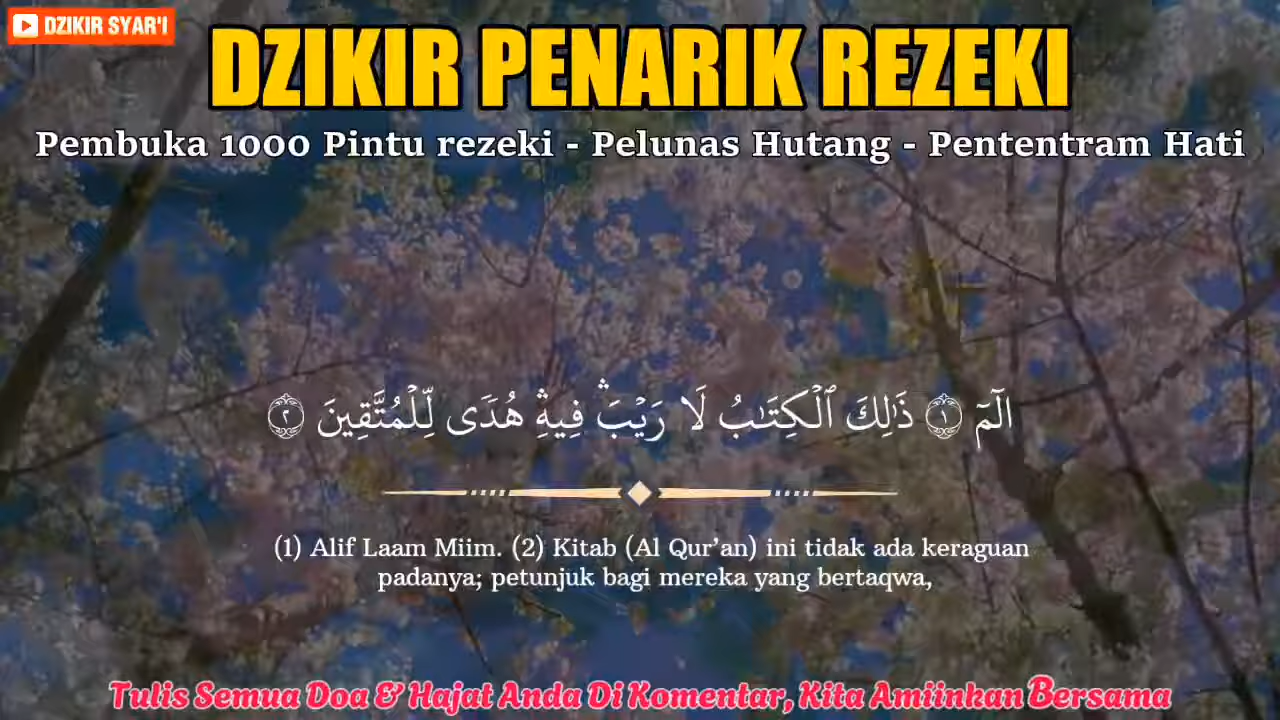 DZIKIR SYAR'I
DZIKIR PENARIK REZEKI
Pembuka 1000 Pintu rezeki - Pelunas Hutang - Pententram Hati
الٓمٓ ۝١ ذَٰلِكَ ٱلْكِتَـٰبُ لَا رَيْبَ ۛ فِيهِ ۛ هُدًى لِّلْمُتَّقِينَ ۝٢
(1) Alif Laam Miim. (2) Kitab (Al Qur’an) ini tidak ada keraguan
padanya; petunjuk bagi mereka yang bertaqwa,
Tulis Semua Doa & Hajat Anda Di Komentar, Kita Amiinkan Bersama